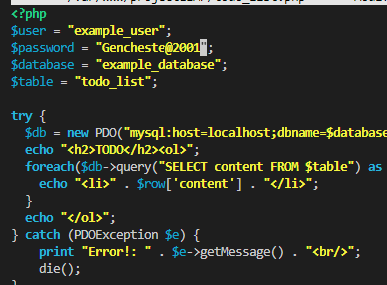 <?php
$user = "example_user";
$password = "Gencheste@2001";
$database = "example_database";
$table = "todo_list";
try {
$db = new PDO("mysql:host=localhost;dbname=$database
echo "<h2>TODO</h2><ol>";
foreach($db->query("SELECT content FROM $table") as
echo "<li>" . $row['content'] . "</li>";
}
echo "</ol>";
} catch (PDOException $e) {
print "Error!: " . $e->getMessage() . "<br/>";
die();
}